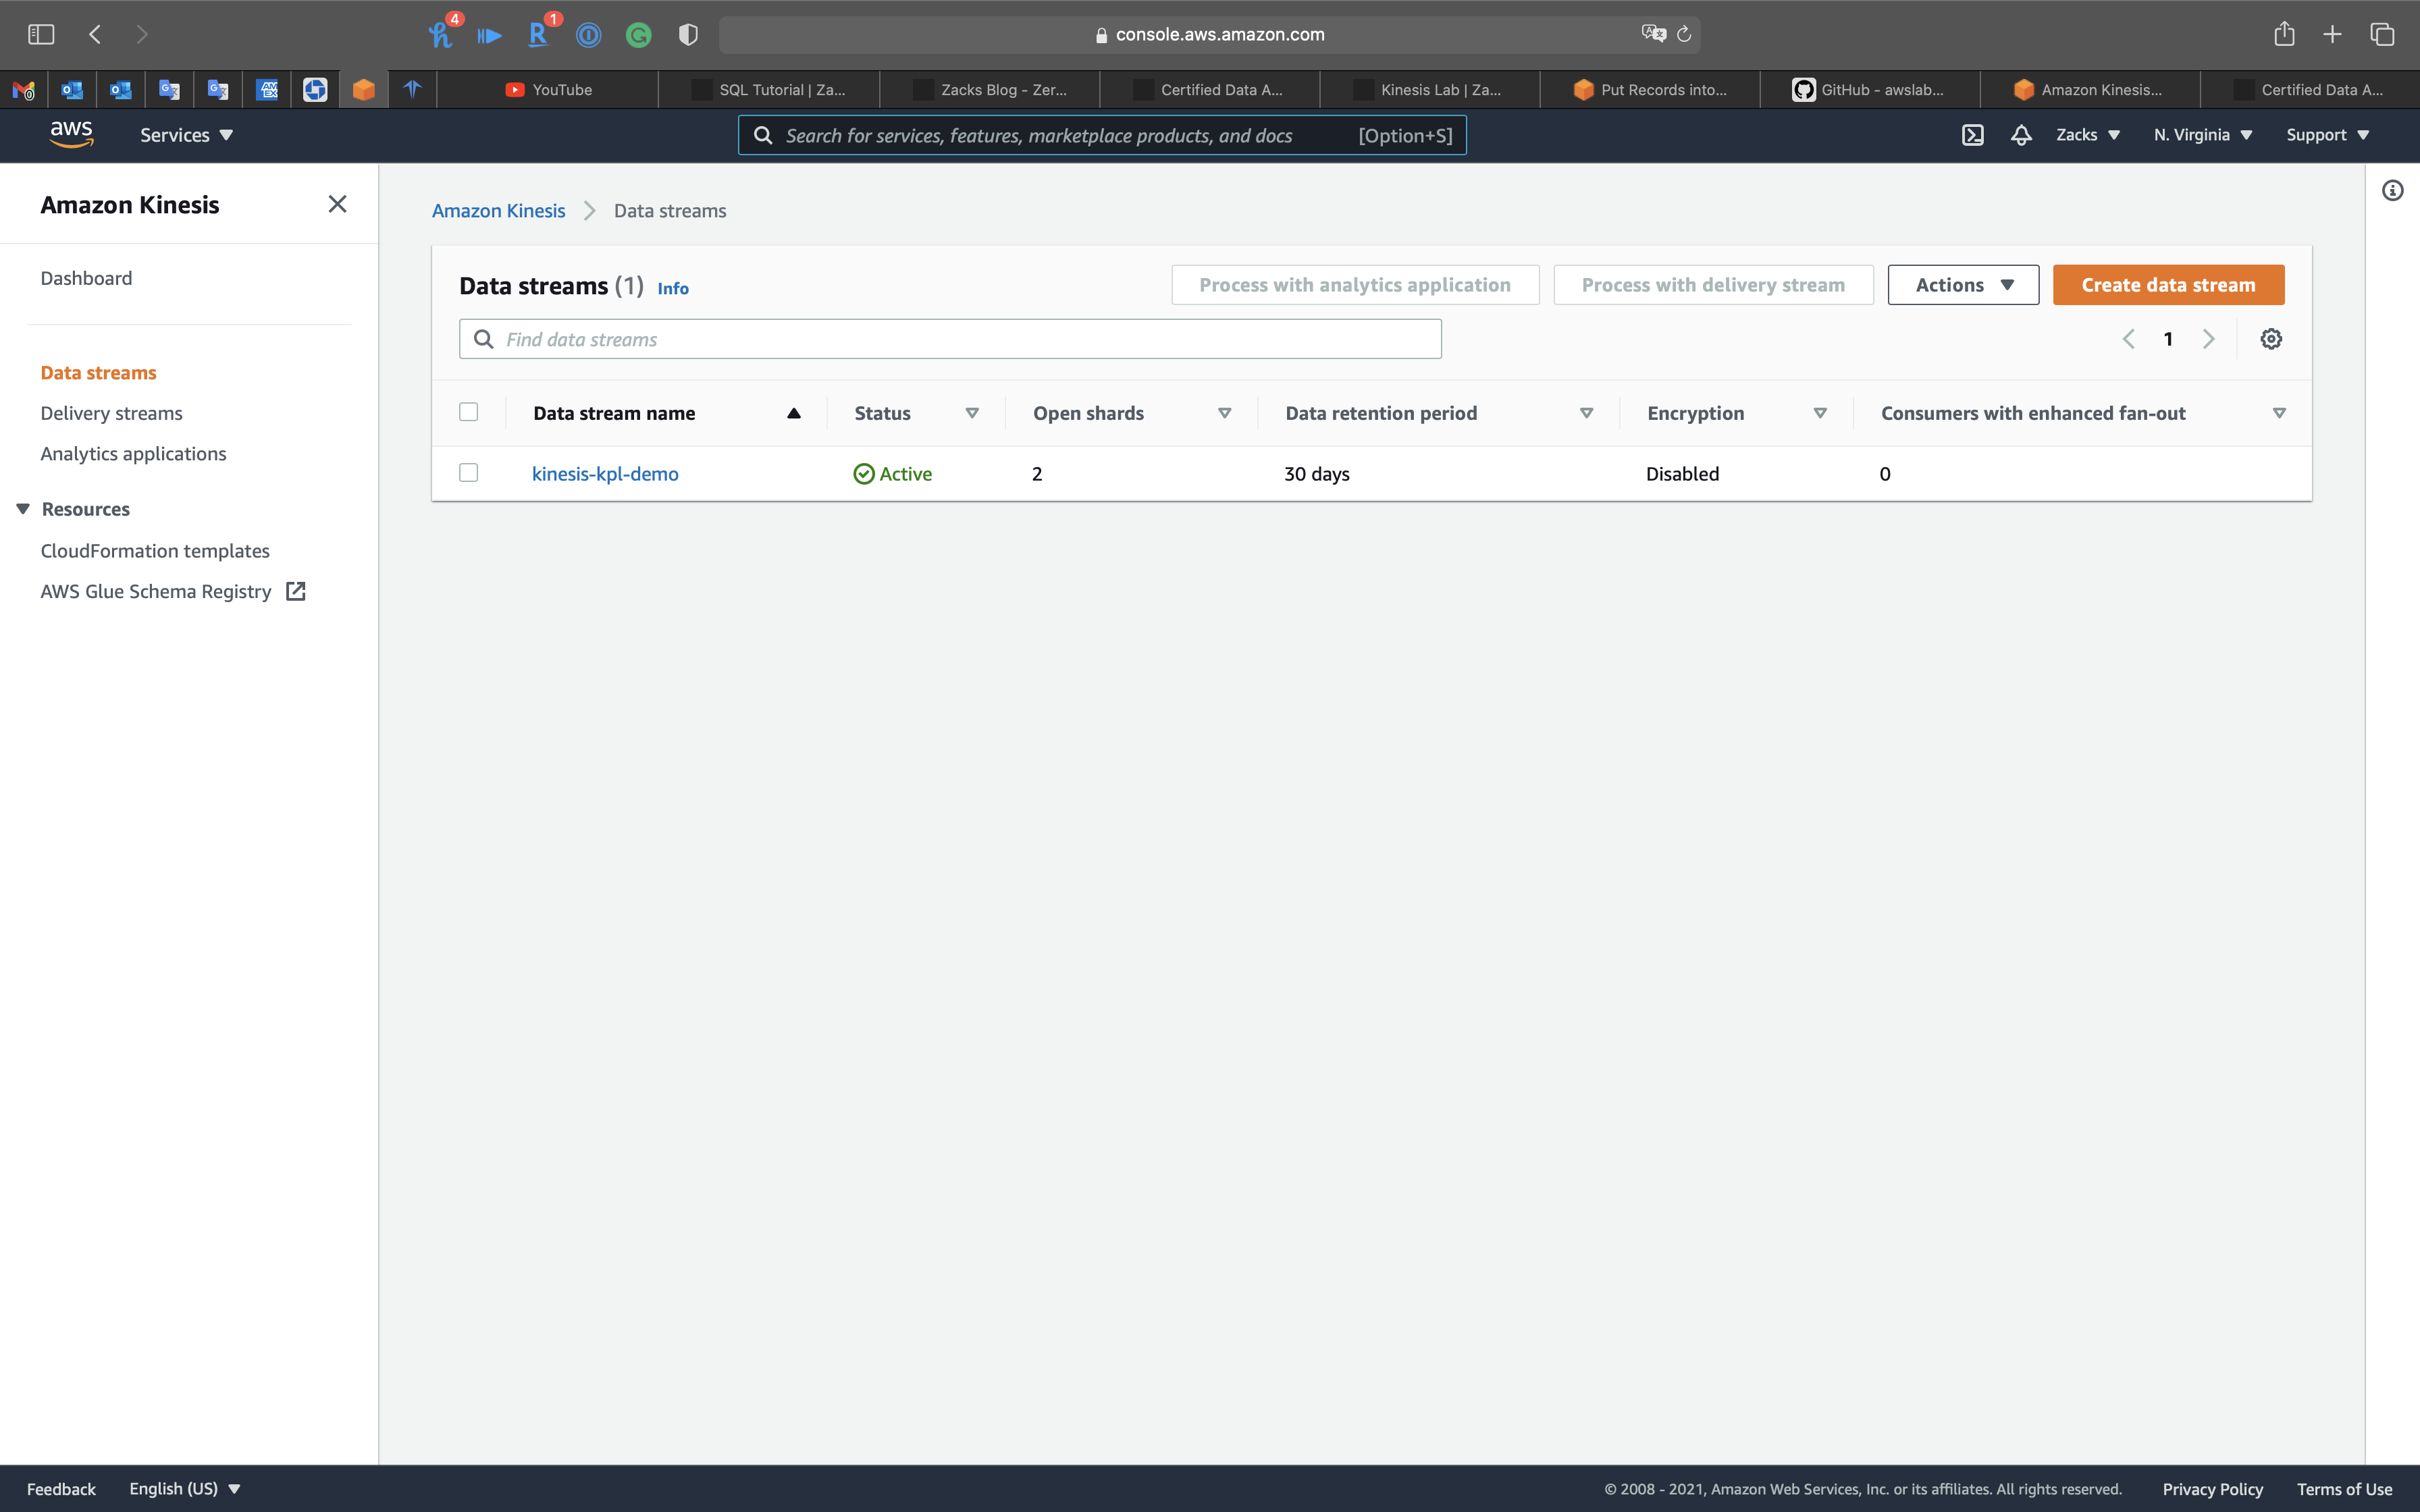 4
1
console.aws.amazon.com
YouTube
SQL Tutorial | Za...
Zacks Blog - Zer...
Certified Data A...
Kinesis Lab | Za...
Put Records into...
GitHub - awslab...
Amazon Kinesis...
Certified Data A...
aws
Services
Search for services, features, marketplace products, and docs
[Option+S]
Zacks
N. Virginia
Support
Amazon Kinesis
Dashboard
Data streams
Delivery streams
Analytics applications
Resources
CloudFormation templates
AWS Glue Schema Registry
Amazon Kinesis
Data streams
Data streams (1) Info
Process with analytics application
Process with delivery stream
Actions
Create data stream
Find data streams
1
Data stream name
Status
Open shards
Data retention period
Encryption
Consumers with enhanced fan-out
kinesis-kpl-demo
Active
2
30 days
Disabled
0
Feedback
English (US)
© 2008 - 2021, Amazon Web Services, Inc. or its affiliates. All rights reserved.
Privacy Policy
Terms of Use